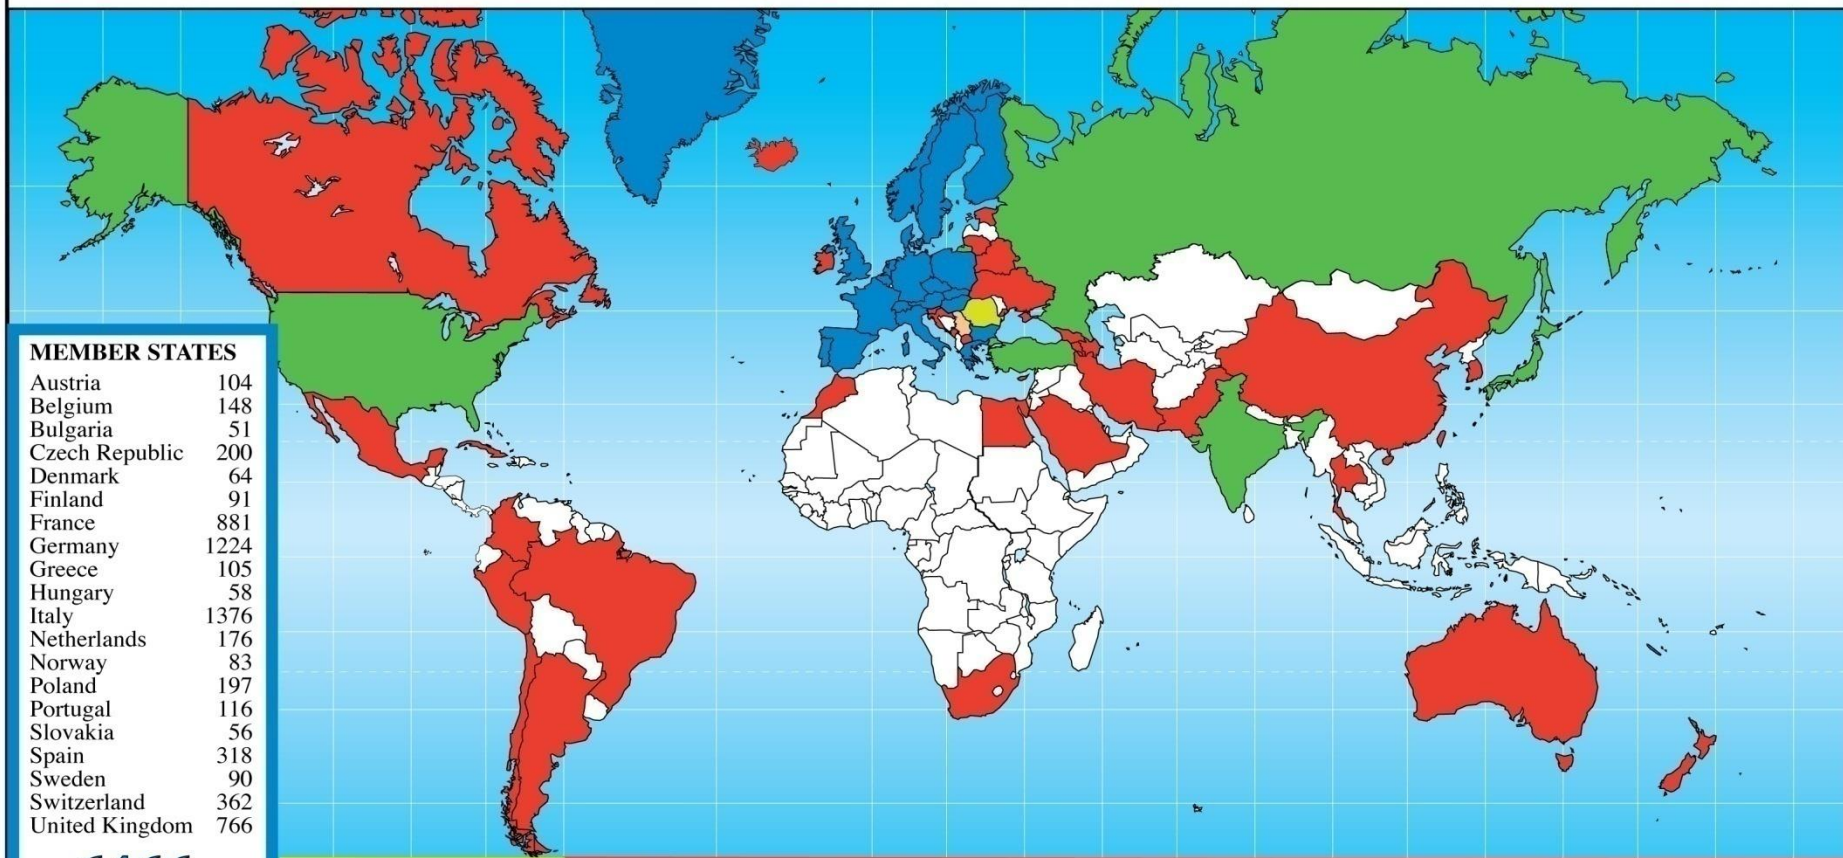 MEMBER STATES
Austria 104
Belgium 148
Bulgaria 51
Czech Republic 200
Denmark 64
Finland 91
France 881
Germany 1224
Greece 105
Hungary 58
Italy 1376
Netherlands 176
Norway 83
Poland 197
Portugal 116
Slovakia 56
Spain 318
Sweden 90
Switzerland 362
United Kingdom 766